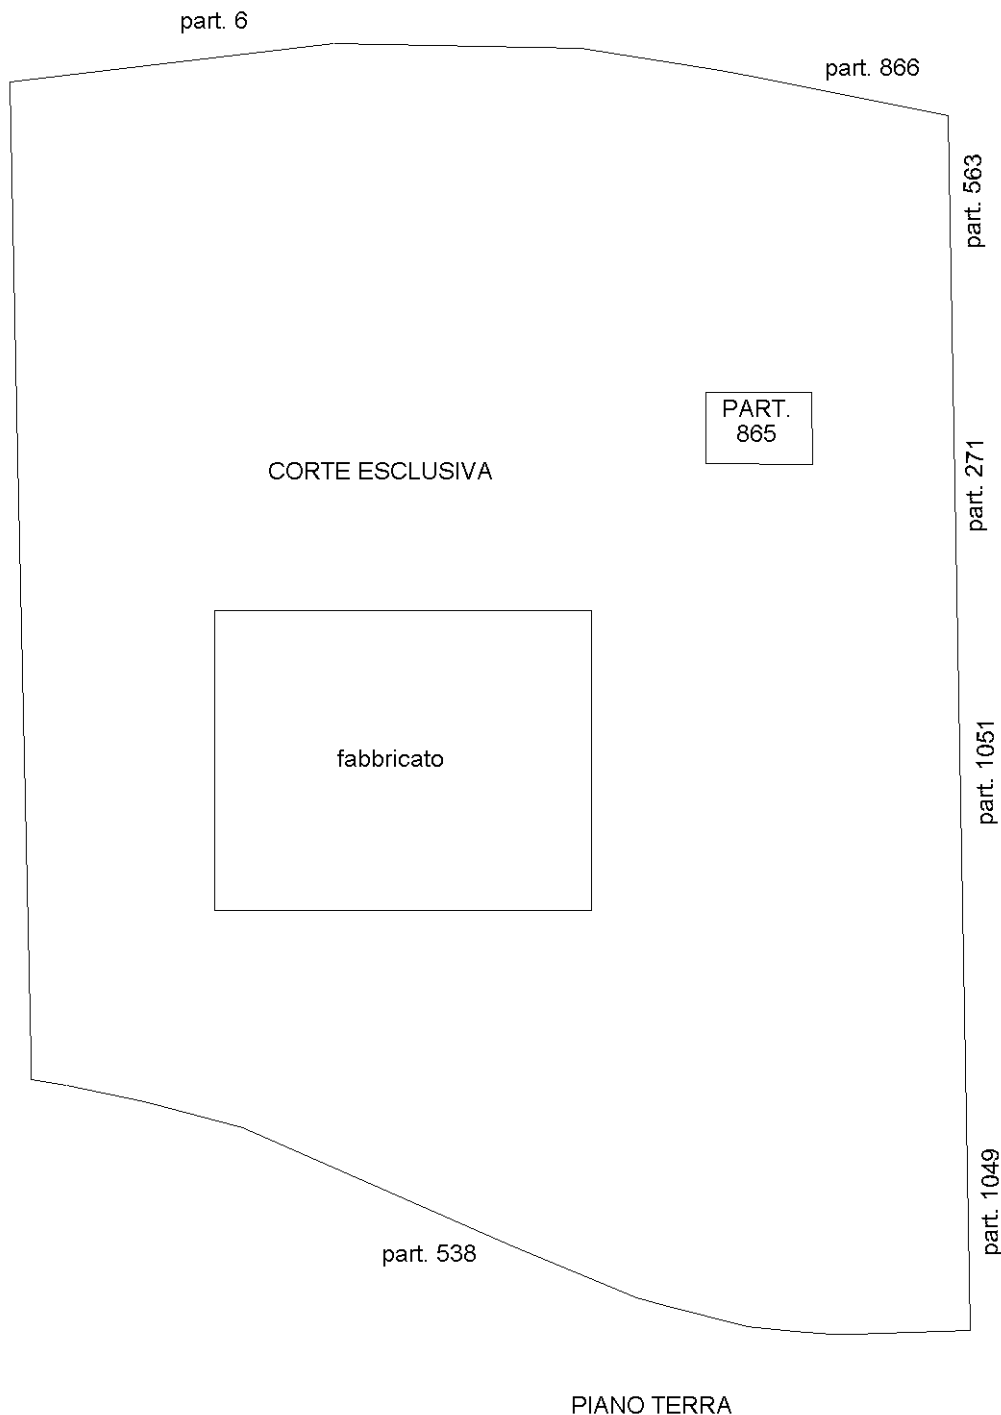 part. 6
part. 866
part. 563
PART.
865
CORTE ESCLUSIVA
part. 271
fabbricato
part. 1051
part. 1049
part. 538
PIANO TERRA